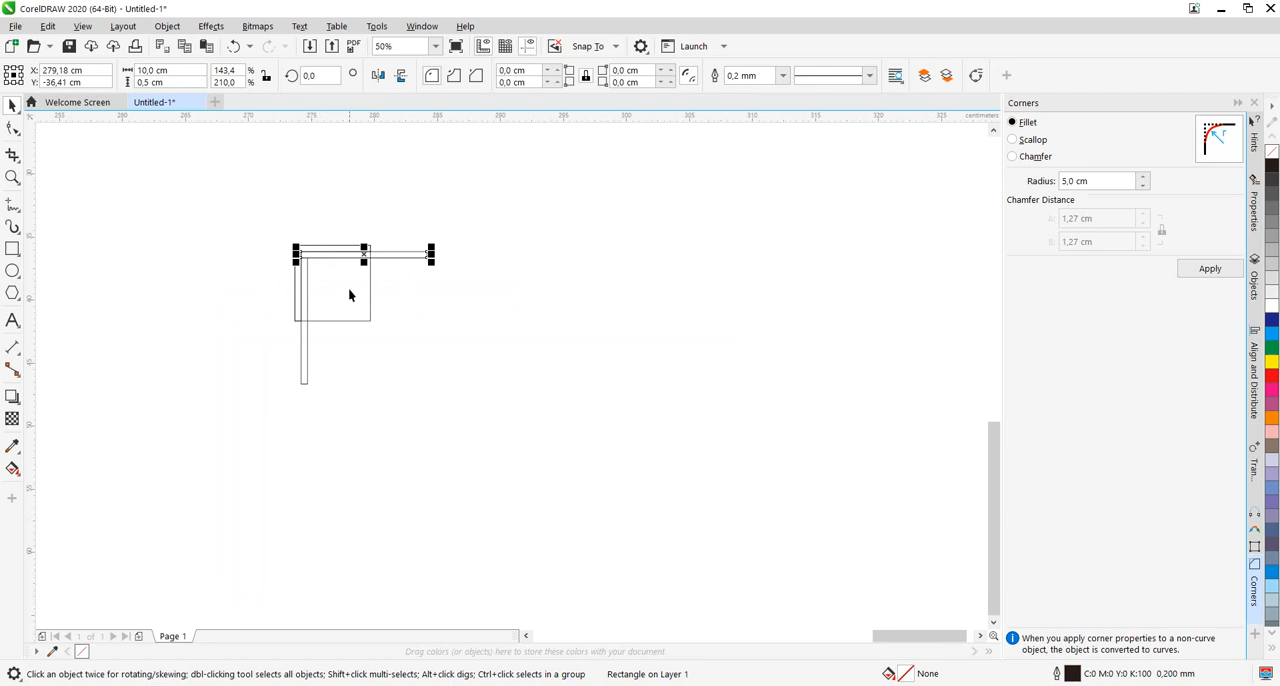 CorelDRAW 2020 (64-Bit) - Untitled-1*
File Edit View Layout Object Effects Bitmaps Text Table Tools Window Help
PDF 50% Snap To Launch
X: 279,18 cm 10,0 cm 143,4 % 0,0 0,0 cm 0,0 cm 0,2 mm
Y: -36,41 cm 0,5 cm 210,0 % 0,0 cm 0,0 cm
Welcome Screen Untitled-1*
255 260 265 270 275 280 285 290 295 300 305 310 315 320 325 centimeters
Corners
Fillet
Scallop
Chamfer
r
Radius: 5,0 cm
Chamfer Distance
A: 1,27 cm
B: 1,27 cm
Apply
Hints
Properties
Objects
Align and Distribute
Tran...
Corners
When you apply corner properties to a non-curve
object, the object is converted to curves.
1 of 1 Page 1
Drag colors (or objects) here to store these colors with your document
Click an object twice for rotating/skewing; dbl-clicking tool selects all objects; Shift+click multi-selects; Alt+click digs; Ctrl+click selects in a group Rectangle on Layer 1 None C:0 M:0 Y:0 K:100 0,200 mm